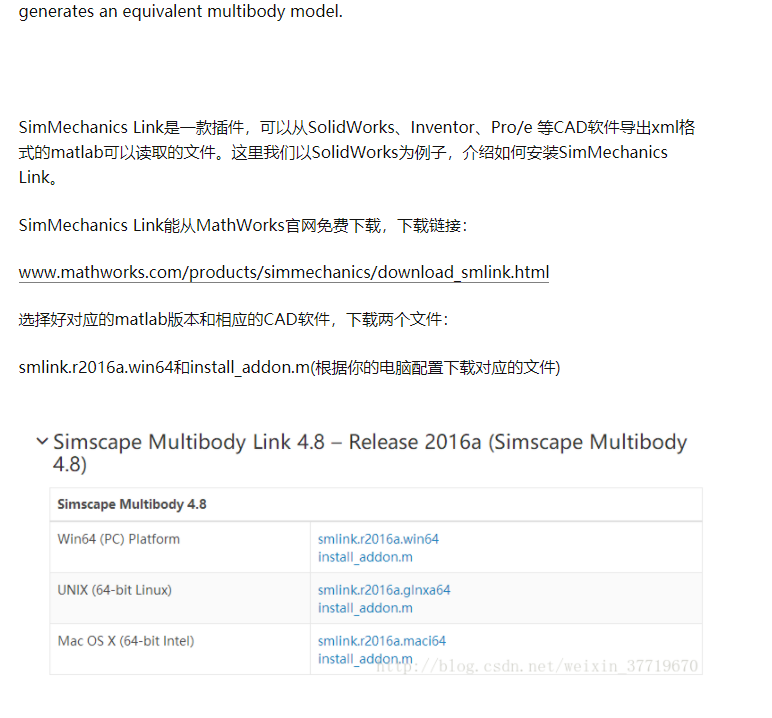 generates an equivalent multibody model.
SimMechanics Link是一款插件，可以从SolidWorks、Inventor、Pro/e 等CAD软件导出xml格
式的matlab可以读取的文件。这里我们以SolidWorks为例子，介绍如何安装SimMechanics
Link。
SimMechanics Link能从MathWorks官网免费下载，下载链接：
www.mathworks.com/products/simmechanics/download_smlink.html
选择好对应的matlab版本和相应的CAD软件，下载两个文件：
smlink.r2016a.win64和install_addon.m(根据你的电脑配置下载对应的文件)
Simscape Multibody Link 4.8 – Release 2016a (Simscape Multibody
4.8)
Simscape Multibody 4.8
Win64 (PC) Platform
smlink.r2016a.win64
install_addon.m
UNIX (64-bit Linux)
smlink.r2016a.glnxa64
install_addon.m
Mac OS X (64-bit Intel)
smlink.r2016a.maci64
install_addon.m
http://blog.csdn.net/weixin_37719670